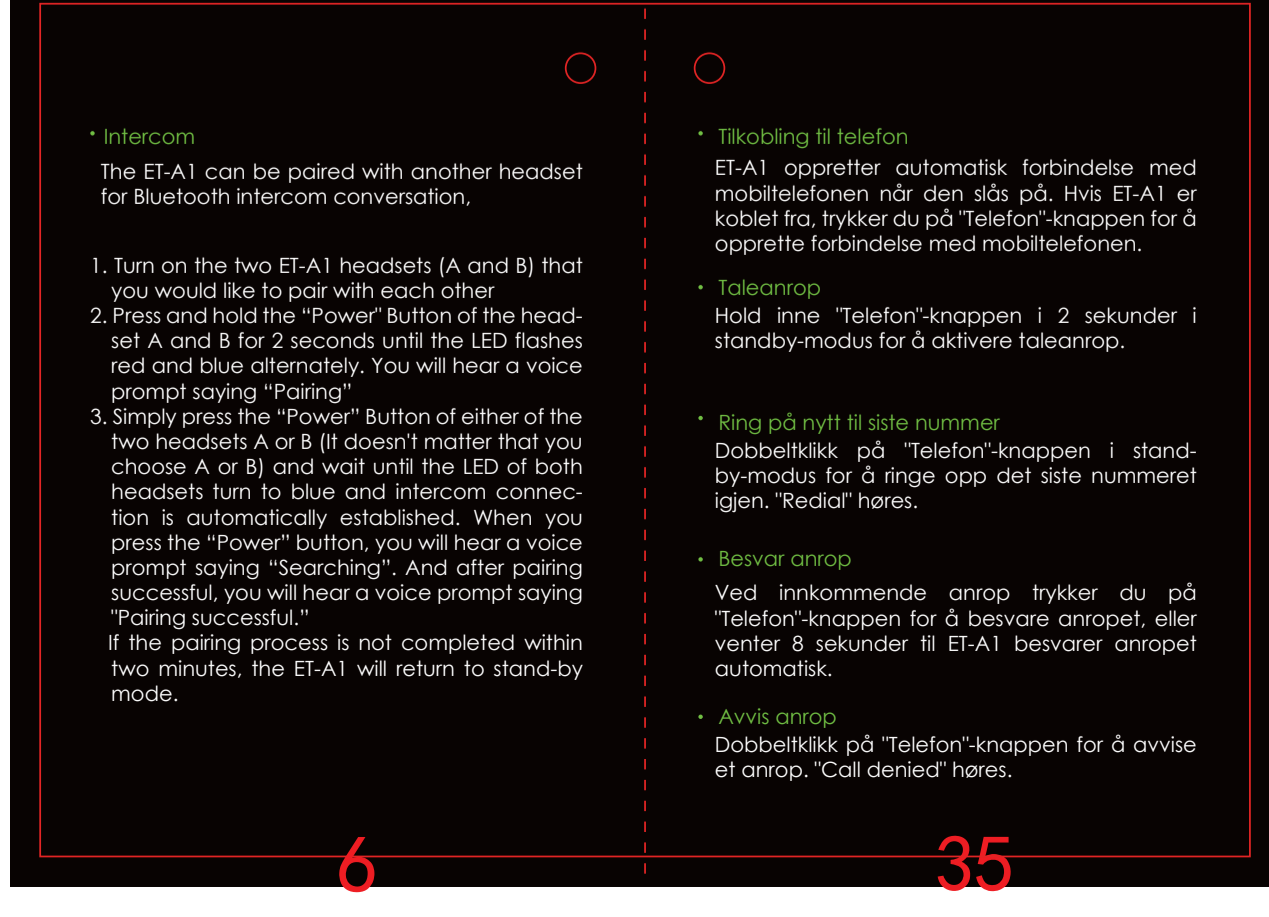 • Intercom
The ET-A1 can be paired with another headset
for Bluetooth intercom conversation,
1. Turn on the two ET-A1 headsets (A and B) that
you would like to pair with each other
2. Press and hold the “Power" Button of the head-
set A and B for 2 seconds until the LED flashes
red and blue alternately. You will hear a voice
prompt saying “Pairing”
3. Simply press the “Power” Button of either of the
two headsets A or B (It doesn't matter that you
choose A or B) and wait until the LED of both
headsets turn to blue and intercom connec-
tion is automatically established. When you
press the “Power” button, you will hear a voice
prompt saying “Searching”. And after pairing
successful, you will hear a voice prompt saying
"Pairing successful.”
If the pairing process is not completed within
two minutes, the ET-A1 will return to stand-by
mode.
6
• Tilkobling til telefon
ET-A1 oppretter automatisk forbindelse med
mobiltelefonen når den slås på. Hvis ET-A1 er
koblet fra, trykker du på "Telefon"-knappen for å
opprette forbindelse med mobiltelefonen.
• Taleanrop
Hold inne "Telefon"-knappen i 2 sekunder i
standby-modus for å aktivere taleanrop.
• Ring på nytt til siste nummer
Dobbeltklikk på "Telefon"-knappen i stand-
by-modus for å ringe opp det siste nummeret
igjen. "Redial" høres.
• Besvar anrop
Ved innkommende anrop trykker du på
"Telefon"-knappen for å besvare anropet, eller
venter 8 sekunder til ET-A1 besvarer anropet
automatisk.
• Avvis anrop
Dobbeltklikk på "Telefon"-knappen for å avvise
et anrop. "Call denied" høres.
35